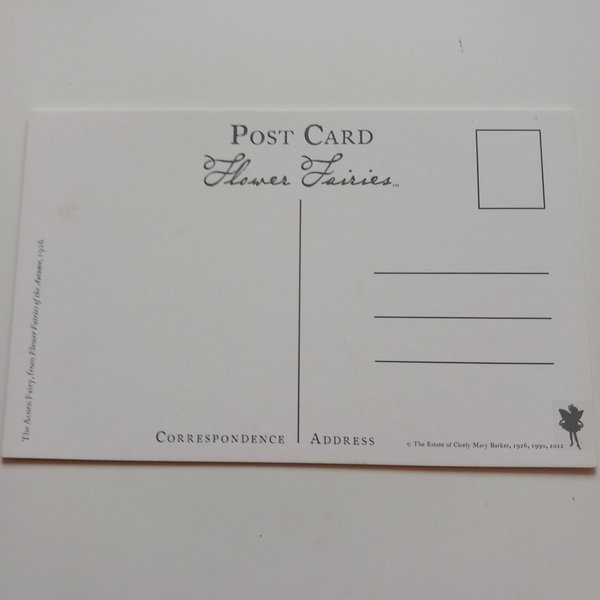 POST CARD
Flower Fairies™
The Acorn Fairy, from Flower Fairies of the Autumn, 1926.
CORRESPONDENCE
ADDRESS
© The Estate of Cicely Mary Barker, 1926, 1990, 2012